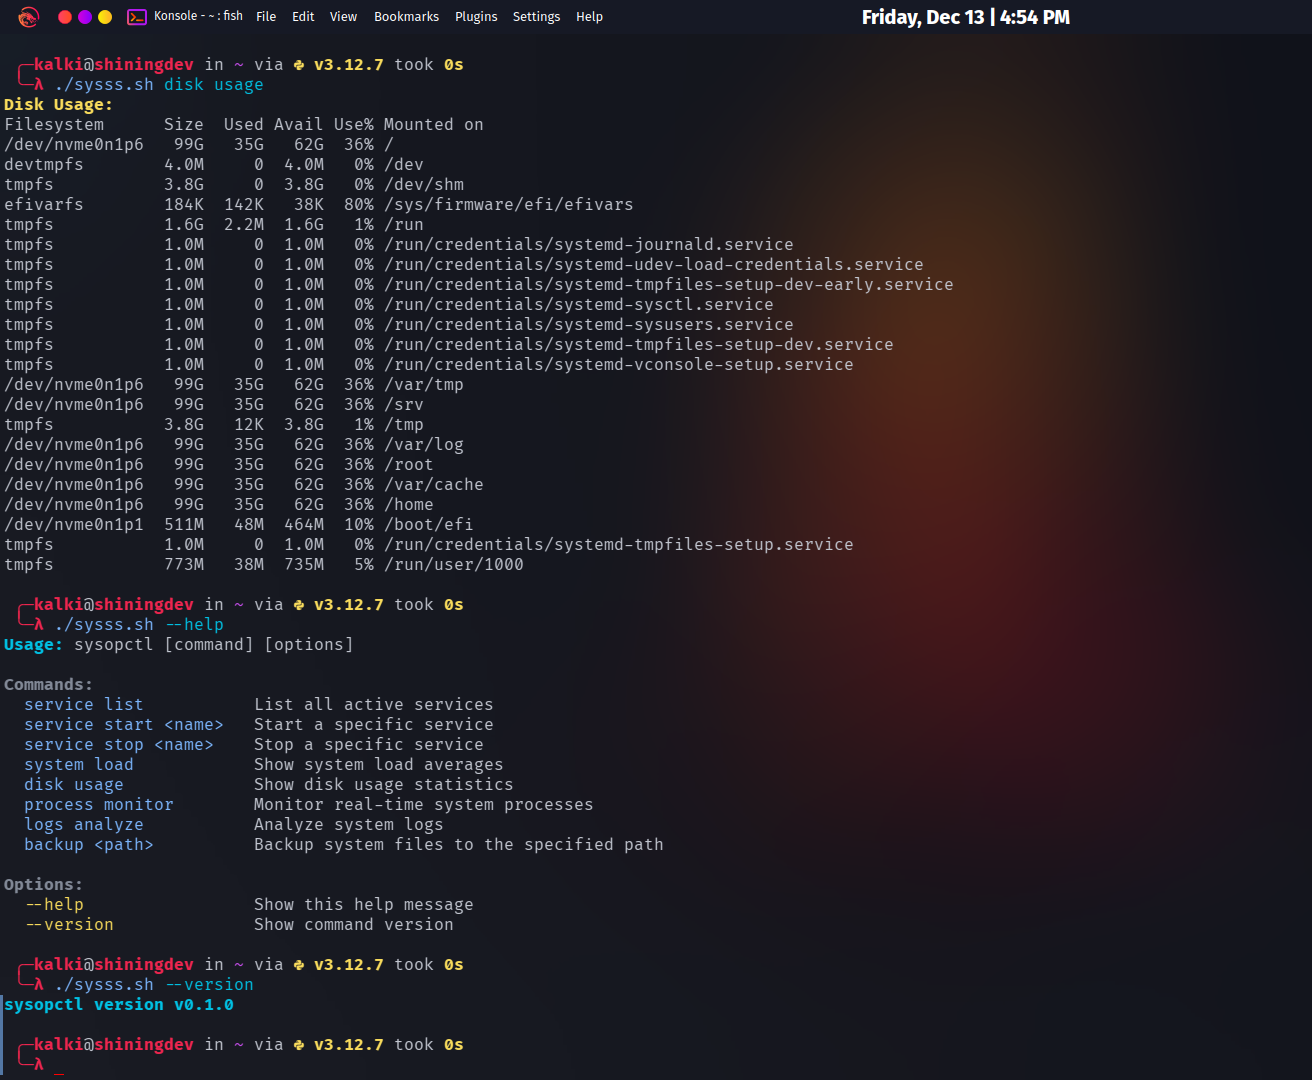 Konsole - ~ : fish File Edit View Bookmarks Plugins Settings Help Friday, Dec 13 | 4:54 PM
╭─kalki@shiningdev in ~ via v3.12.7 took 0s
╰─λ ./sysss.sh disk usage
Disk Usage:
Filesystem      Size  Used Avail Use% Mounted on
/dev/nvme0n1p6   99G   35G   62G  36% /
devtmpfs        4.0M     0  4.0M   0% /dev
tmpfs           3.8G     0  3.8G   0% /dev/shm
efivarfs        184K  142K   38K  80% /sys/firmware/efi/efivars
tmpfs           1.6G  2.2M  1.6G   1% /run
tmpfs           1.0M     0  1.0M   0% /run/credentials/systemd-journald.service
tmpfs           1.0M     0  1.0M   0% /run/credentials/systemd-udev-load-credentials.service
tmpfs           1.0M     0  1.0M   0% /run/credentials/systemd-tmpfiles-setup-dev-early.service
tmpfs           1.0M     0  1.0M   0% /run/credentials/systemd-sysctl.service
tmpfs           1.0M     0  1.0M   0% /run/credentials/systemd-sysusers.service
tmpfs           1.0M     0  1.0M   0% /run/credentials/systemd-tmpfiles-setup-dev.service
tmpfs           1.0M     0  1.0M   0% /run/credentials/systemd-vconsole-setup.service
/dev/nvme0n1p6   99G   35G   62G  36% /var/tmp
/dev/nvme0n1p6   99G   35G   62G  36% /srv
tmpfs           3.8G   12K  3.8G   1% /tmp
/dev/nvme0n1p6   99G   35G   62G  36% /var/log
/dev/nvme0n1p6   99G   35G   62G  36% /root
/dev/nvme0n1p6   99G   35G   62G  36% /var/cache
/dev/nvme0n1p6   99G   35G   62G  36% /home
/dev/nvme0n1p1  511M   48M  464M  10% /boot/efi
tmpfs           1.0M     0  1.0M   0% /run/credentials/systemd-tmpfiles-setup.service
tmpfs           773M   38M  735M   5% /run/user/1000
╭─kalki@shiningdev in ~ via v3.12.7 took 0s
╰─λ ./sysss.sh --help
Usage: sysopctl [command] [options]
Commands:
  service list           List all active services
  service start <name>   Start a specific service
  service stop <name>    Stop a specific service
  system load            Show system load averages
  disk usage             Show disk usage statistics
  process monitor        Monitor real-time system processes
  logs analyze           Analyze system logs
  backup <path>          Backup system files to the specified path
Options:
  --help                 Show this help message
  --version              Show command version
╭─kalki@shiningdev in ~ via v3.12.7 took 0s
╰─λ ./sysss.sh --version
sysopctl version v0.1.0
╭─kalki@shiningdev in ~ via v3.12.7 took 0s
╰─λ _